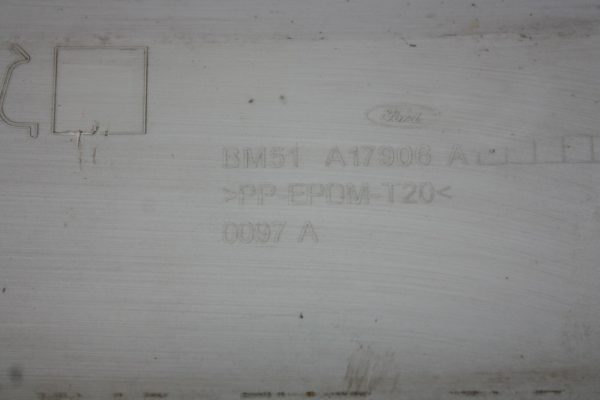 Ford
BM51 A17906 A
>PP-EPDM-T20<
0097 A